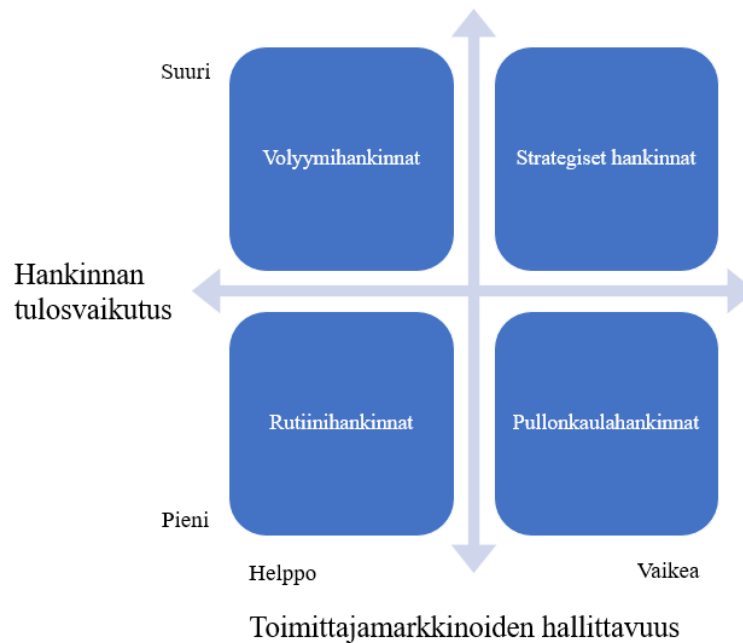 Suuri
Volyymihankinnat
Strategiset hankinnat
Hankinnan
tulosvaikutus
Rutiinihankinnat
Pullonkaulahankinnat
Pieni
Helppo
Vaikea
Toimittajamarkkinoiden hallittavuus